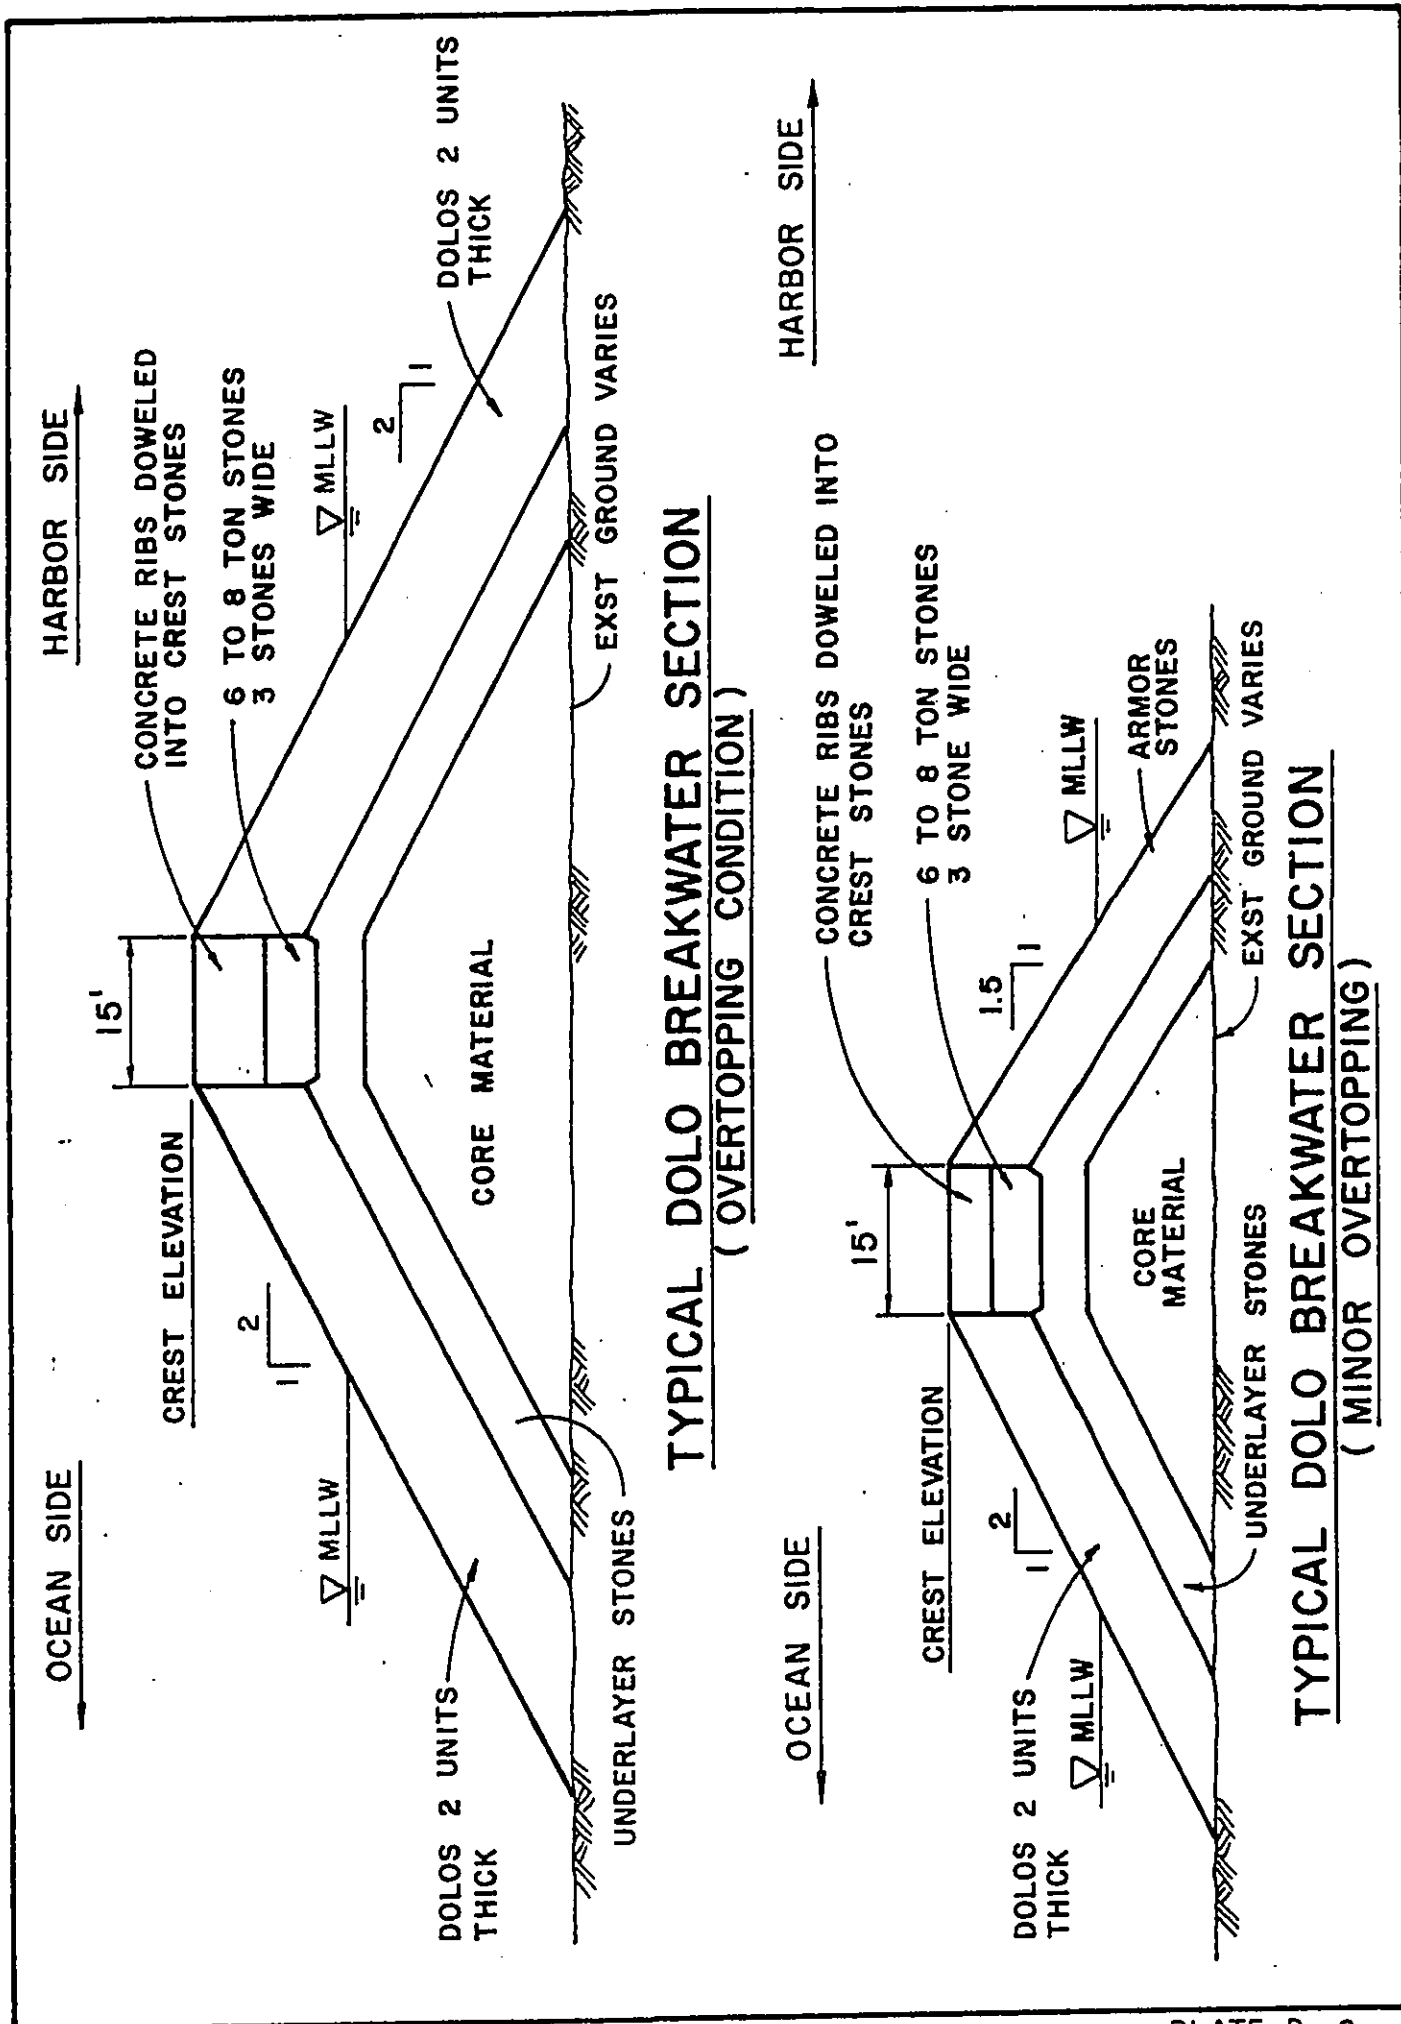 OCEAN SIDE
HARBOR SIDE
15'
CREST ELEVATION
CONCRETE RIBS DOWELED
INTO CREST STONES
6 TO 8 TON STONES
3 STONES WIDE
2
1
MLLW
MLLW
2
1
DOLOS 2 UNITS
THICK
DOLOS 2 UNITS
THICK
CORE MATERIAL
UNDERLAYER STONES
EXST GROUND VARIES
TYPICAL DOLO BREAKWATER SECTION
( OVERTOPPING CONDITION )
OCEAN SIDE
HARBOR SIDE
15'
CREST ELEVATION
CONCRETE RIBS DOWELED INTO
CREST STONES
6 TO 8 TON STONES
3 STONE WIDE
2
1
1.5
1
MLLW
MLLW
DOLOS 2 UNITS
THICK
CORE
MATERIAL
ARMOR
STONES
UNDERLAYER STONES
EXST GROUND VARIES
TYPICAL DOLO BREAKWATER SECTION
( MINOR OVERTOPPING )